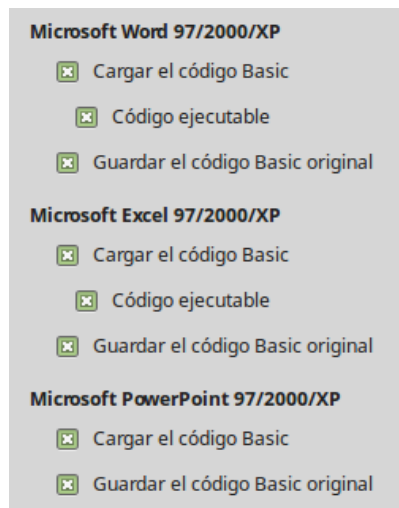 Microsoft Word 97/2000/XP
Cargar el código Basic
Código ejecutable
Guardar el código Basic original
Microsoft Excel 97/2000/XP
Cargar el código Basic
Código ejecutable
Guardar el código Basic original
Microsoft PowerPoint 97/2000/XP
Cargar el código Basic
Guardar el código Basic original